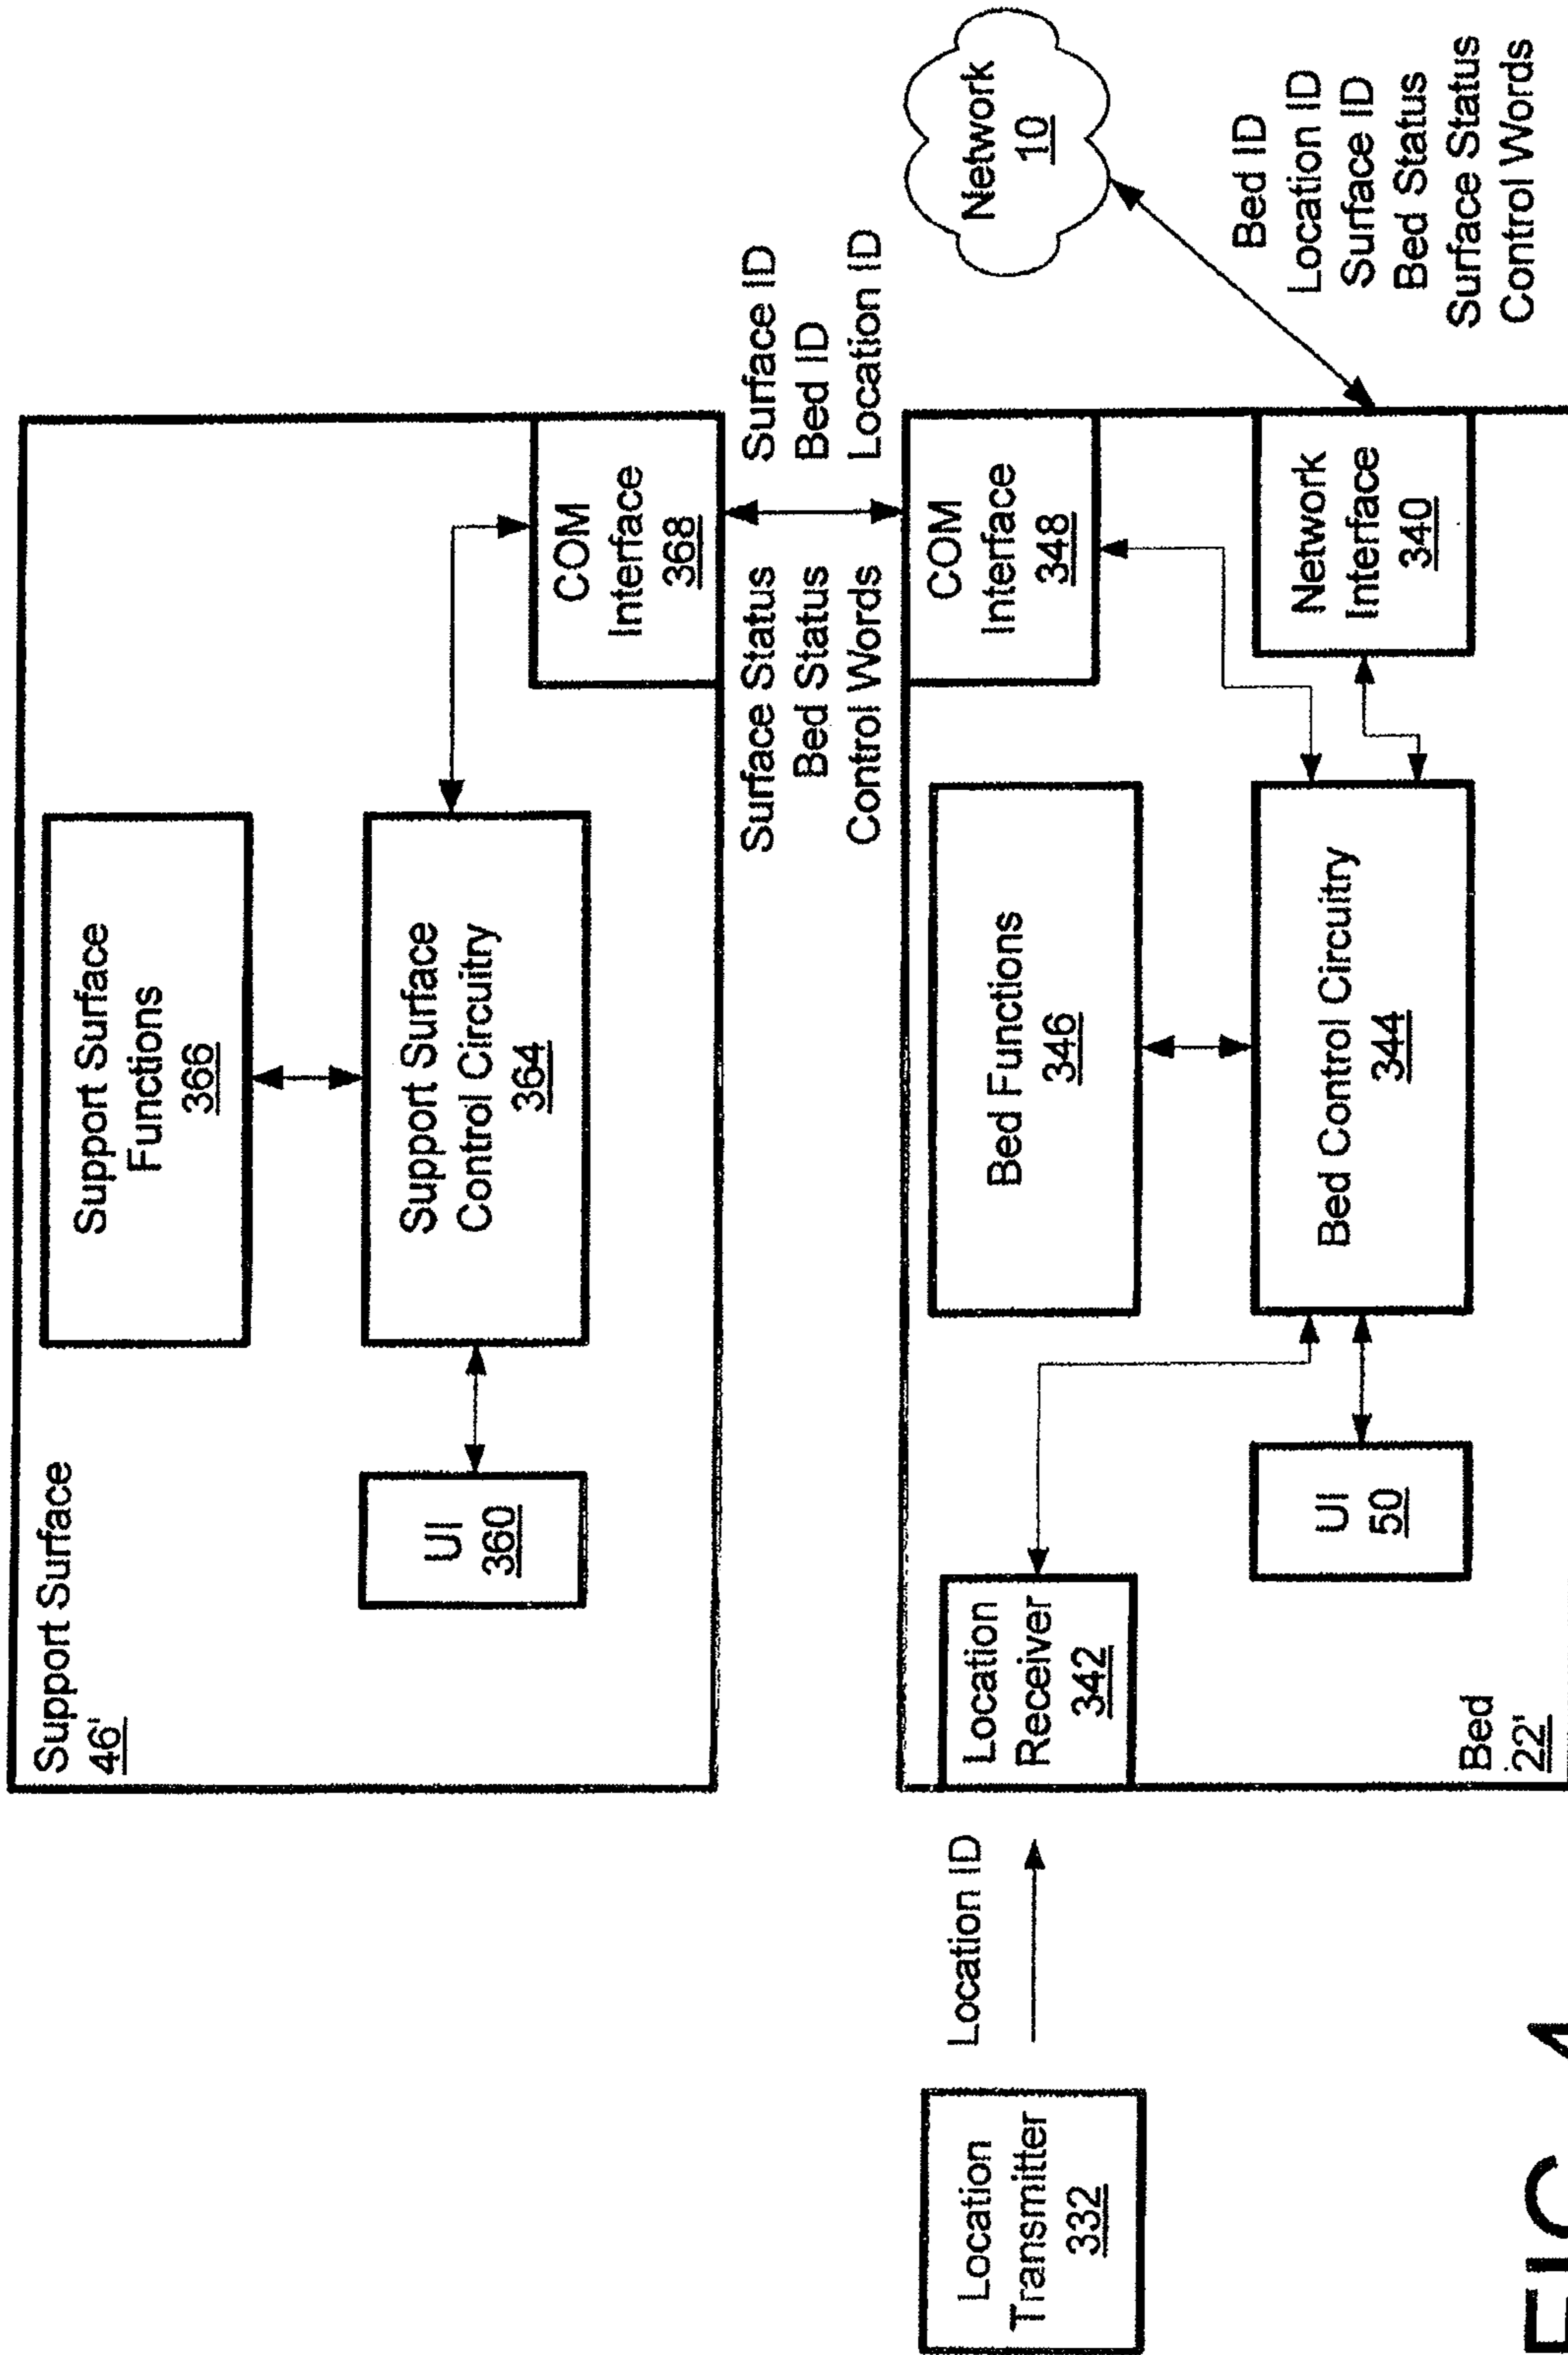 Support Surface
46'
Support Surface
Functions
366
UI
360
Support Surface
Control Circuitry
364
COM
Interface
368
Surface Status
Bed Status
Control Words
Surface ID
Bed ID
Location ID
Location
Transmitter
332
Location ID
Location
Receiver
342
Bed Functions
346
COM
Interface
348
Network
10
UI
50
Bed Control Circuitry
344
Network
Interface
340
Bed ID
Location ID
Surface ID
Bed Status
Surface Status
Control Words
Bed
22'